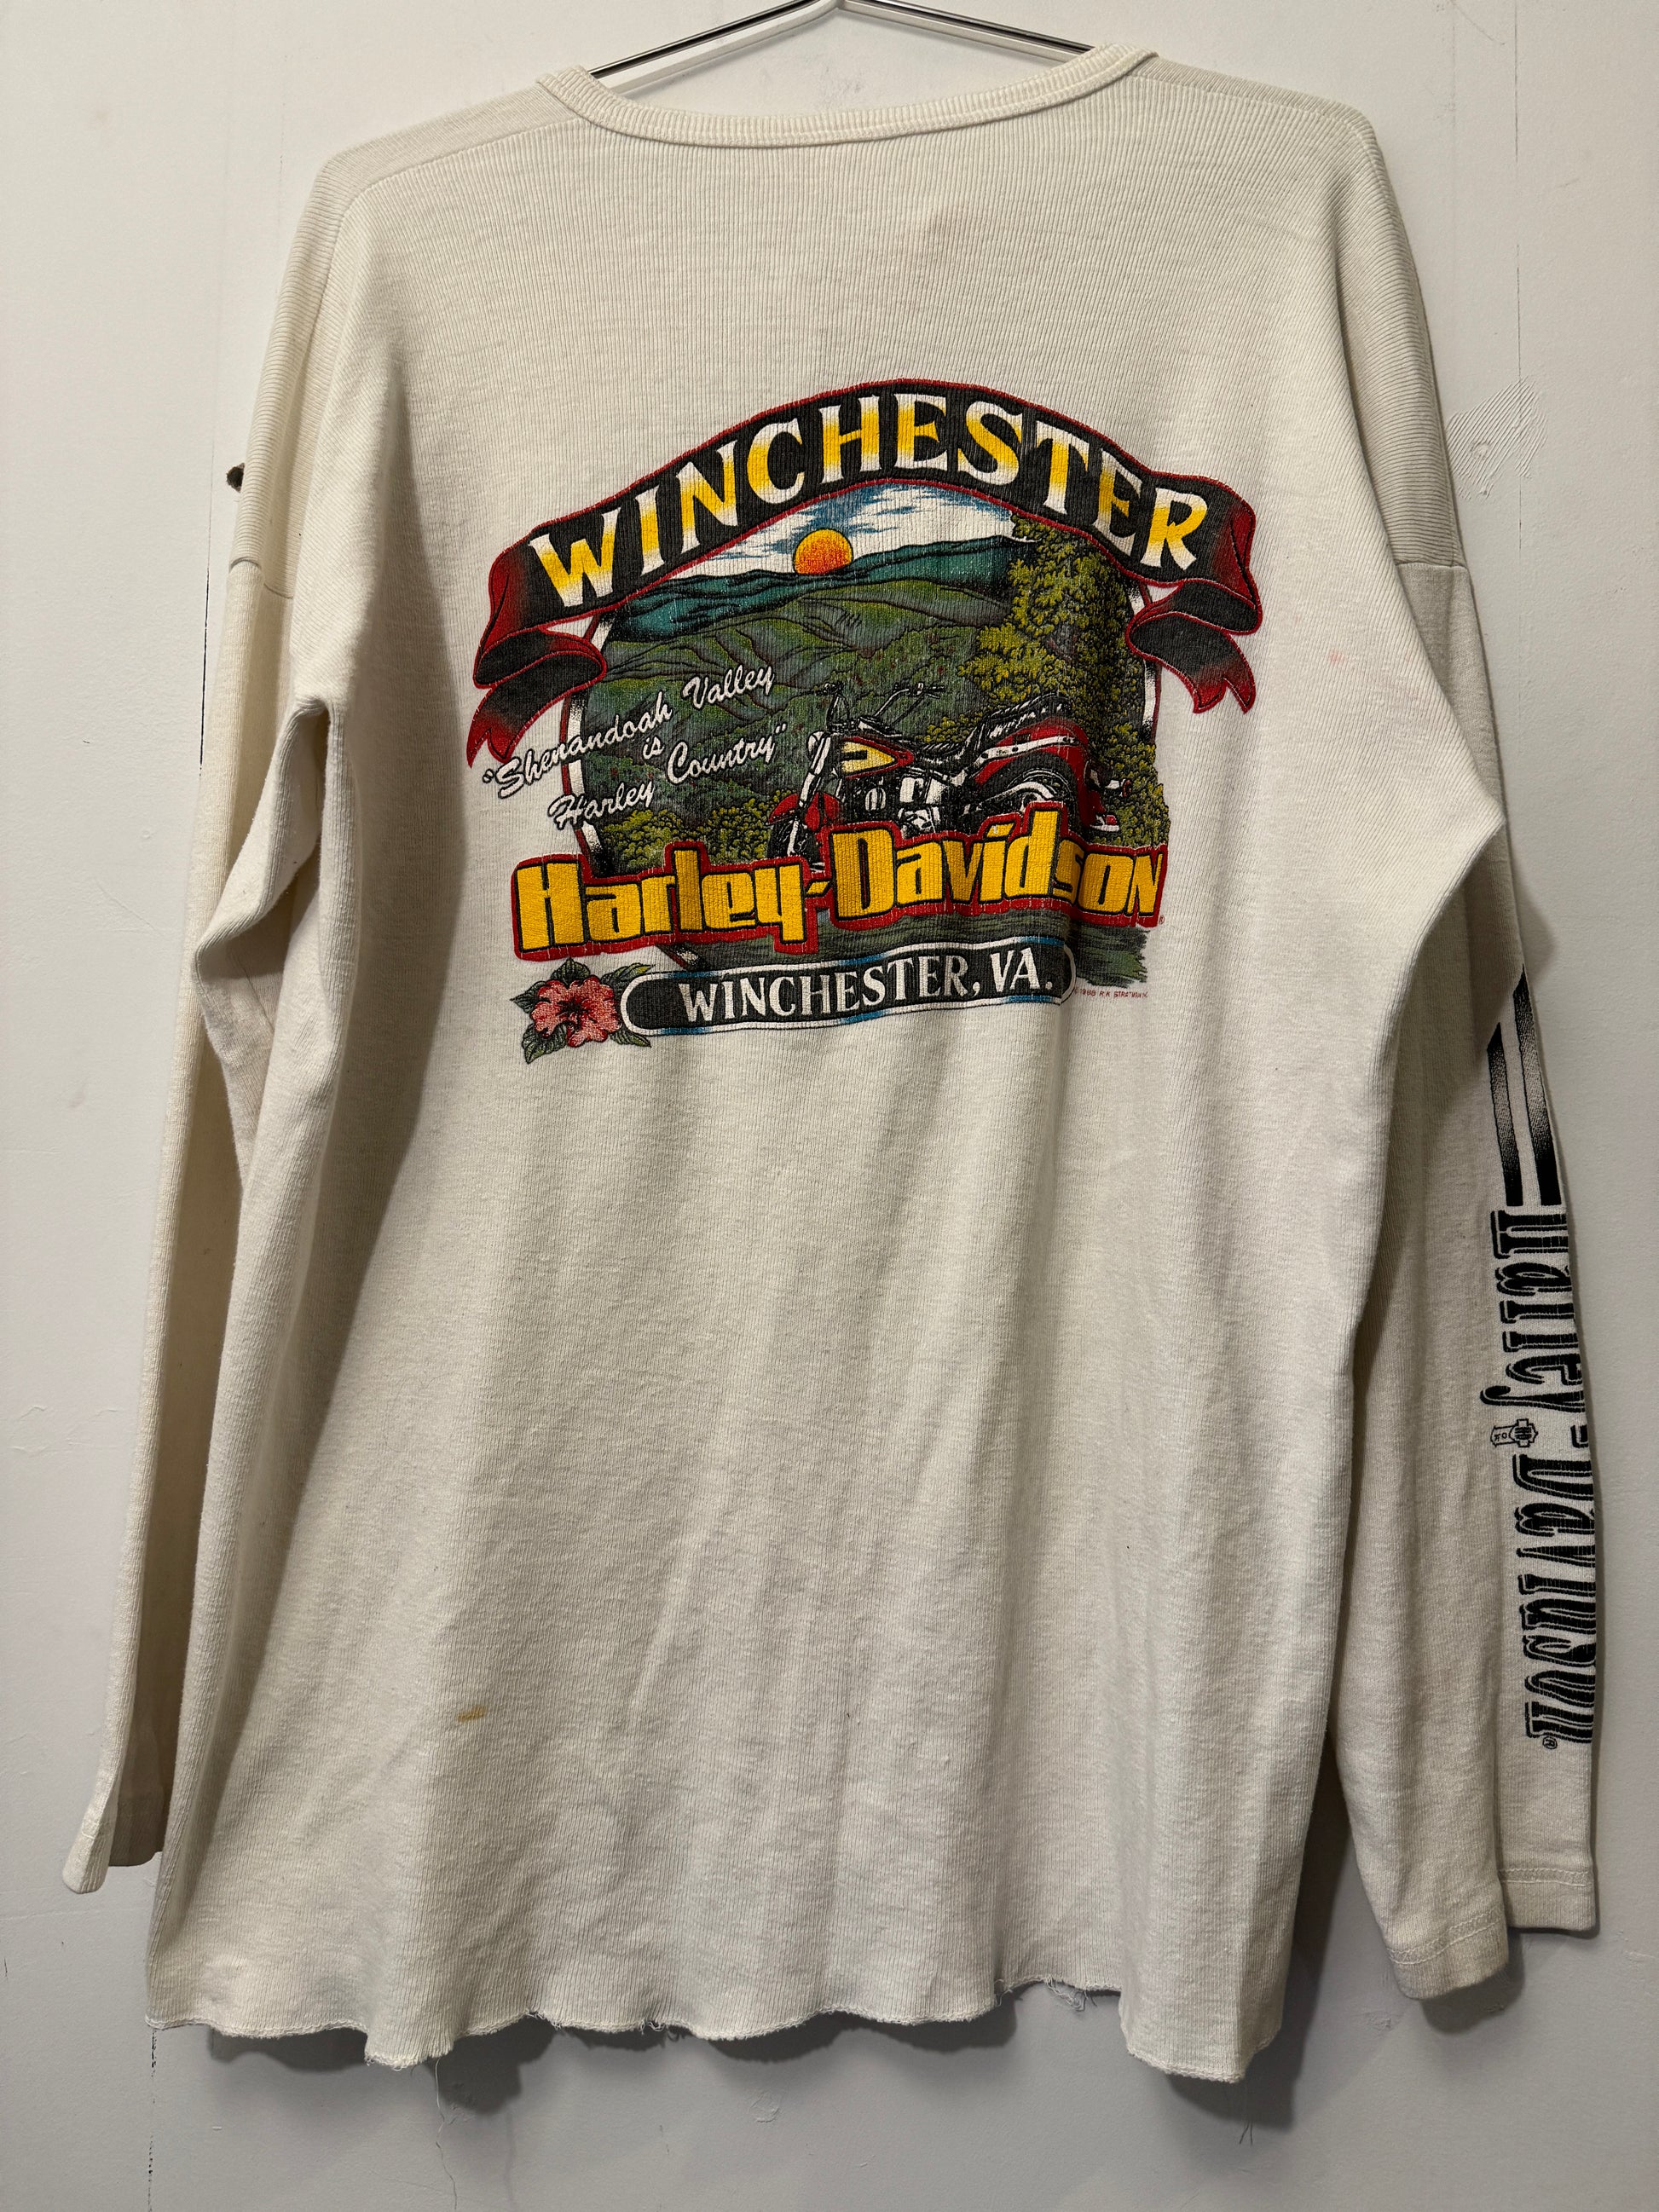 WINCHESTER
"Shenandoah Valley
is
Harley Country"
Harley-Davidson®
WINCHESTER, VA.
Harley-Davidson®